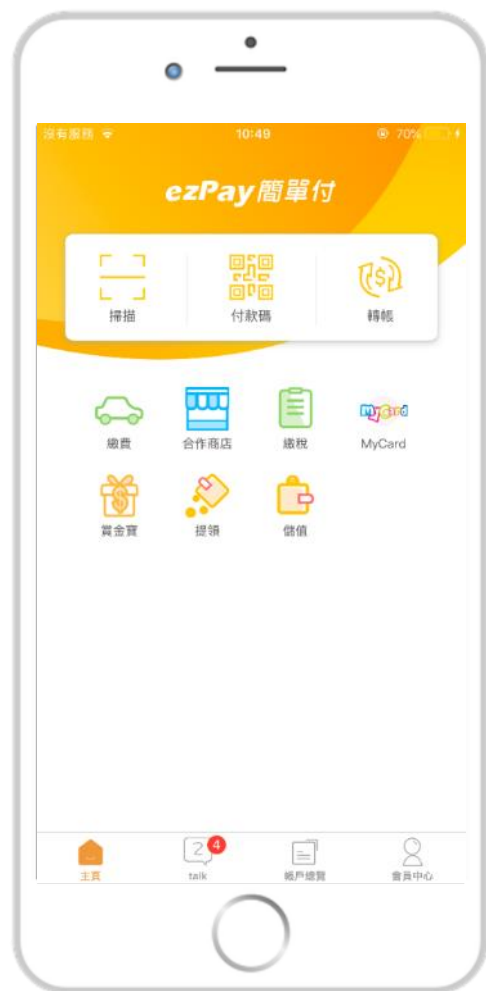 沒有服務 10:49 70%
ezPay簡單付
掃描 付款碼 轉帳
繳費 合作商店 繳稅 MyCard
MyCard
賞金寶 提領 儲值
$
2 4
主頁 talk 帳戶總覽 會員中心